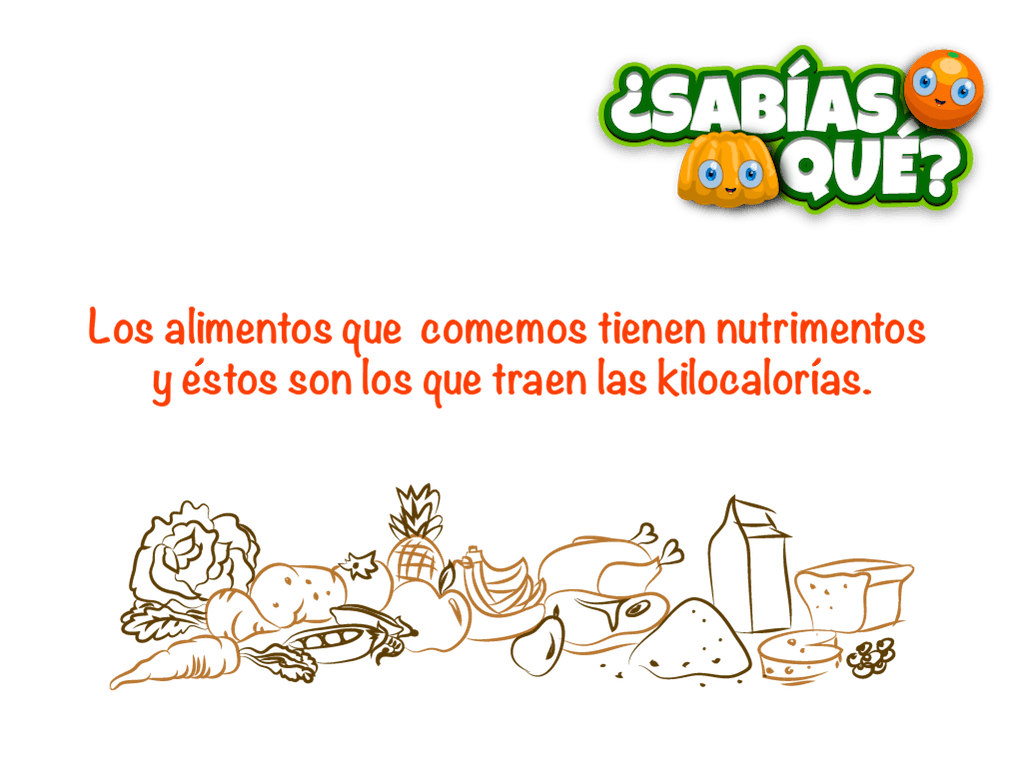 ¿SABÍAS
QUÉ?
Los alimentos que comemos tienen nutrimentos
y éstos son los que traen las kilocalorías.